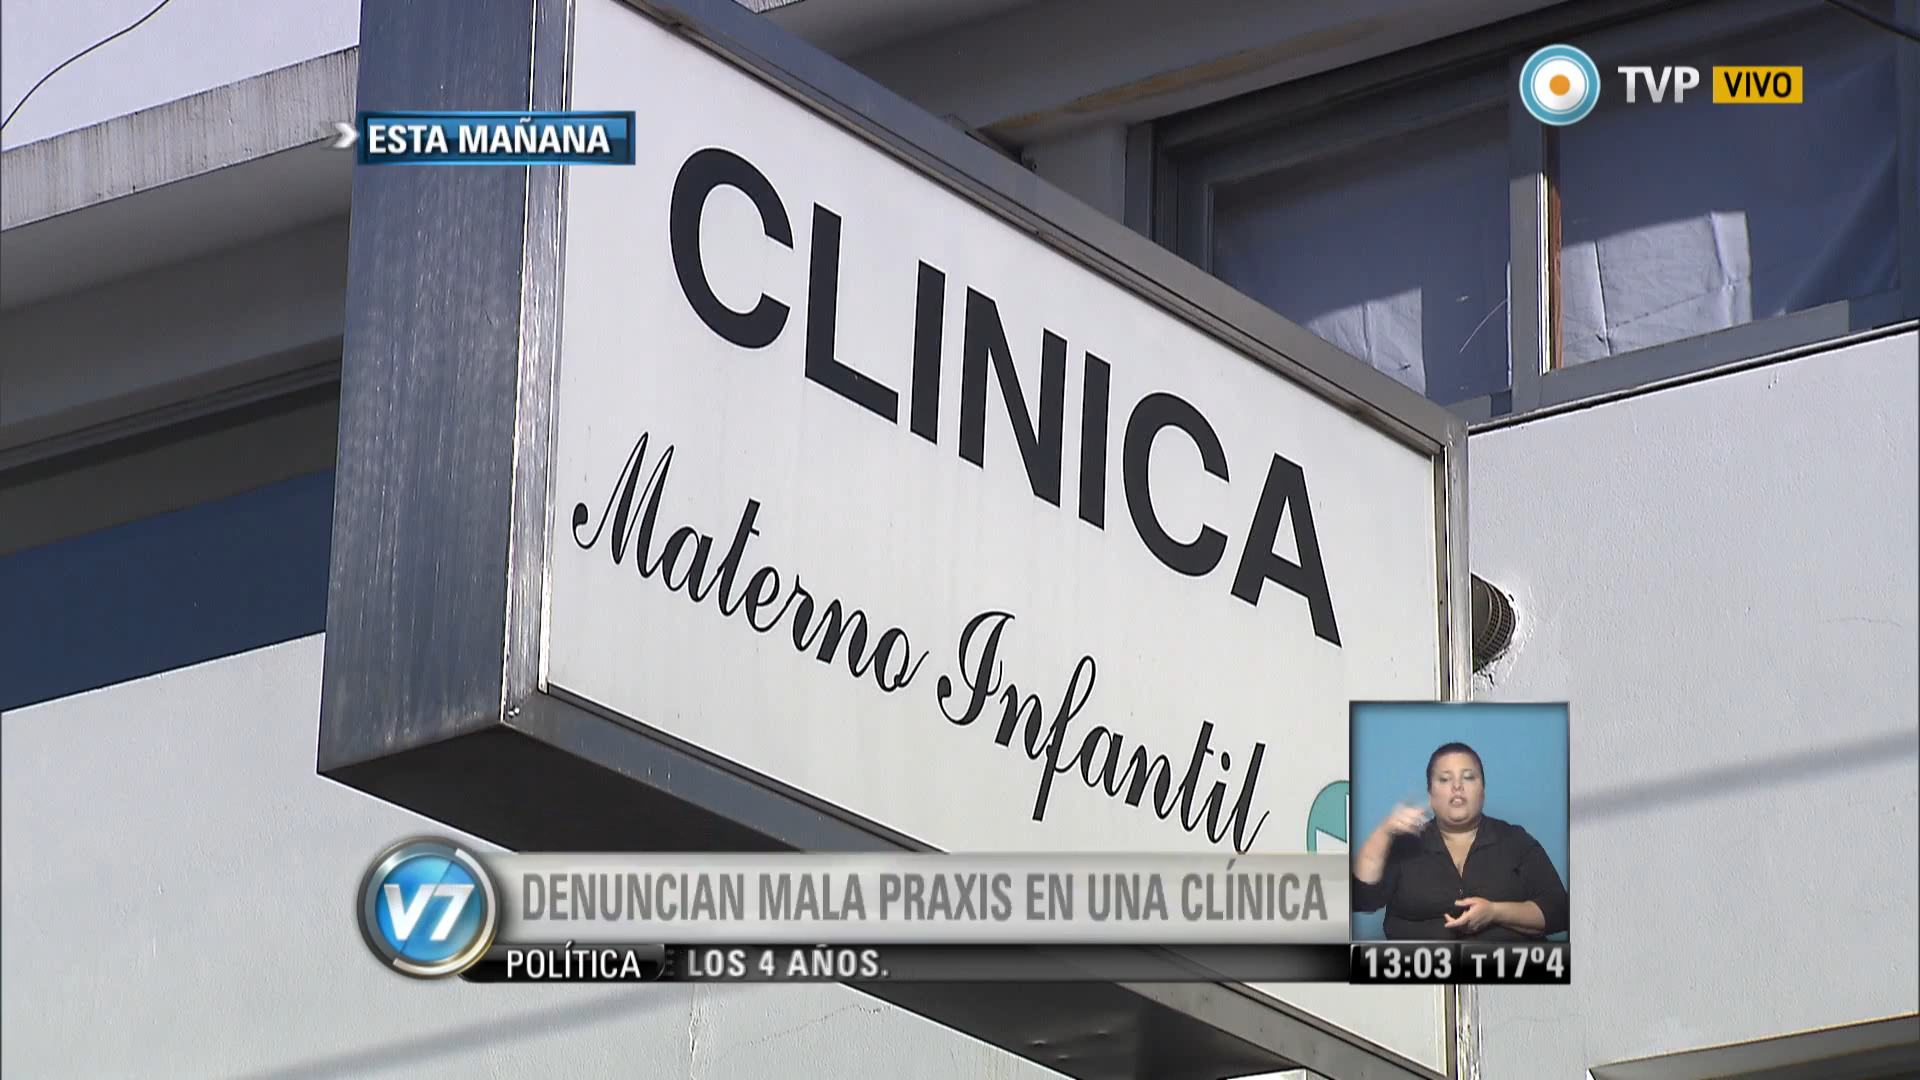 TVP VIVO
ESTA MAÑANA
CLINICA
Materno Infantil
V7
DENUNCIAN MALA PRAXIS EN UNA CLÍNICA
POLÍTICA LOS 4 AÑOS. 13:03 T 17º4